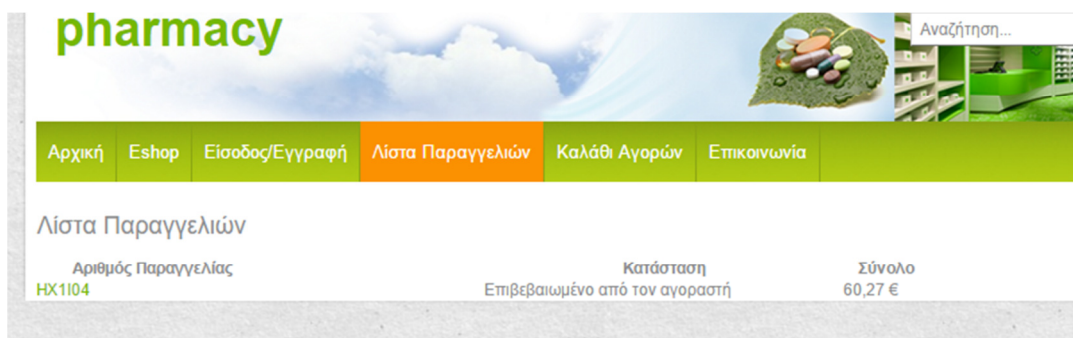 pharmacy
Αναζήτηση...
Αρχική Eshop Είσοδος/Εγγραφή Λίστα Παραγγελιών Καλάθι Αγορών Επικοινωνία
Λίστα Παραγγελιών
Αριθμός Παραγγελίας Κατάσταση Σύνολο
HX1I04 Επιβεβαιωμένο από τον αγοραστή 60,27 €